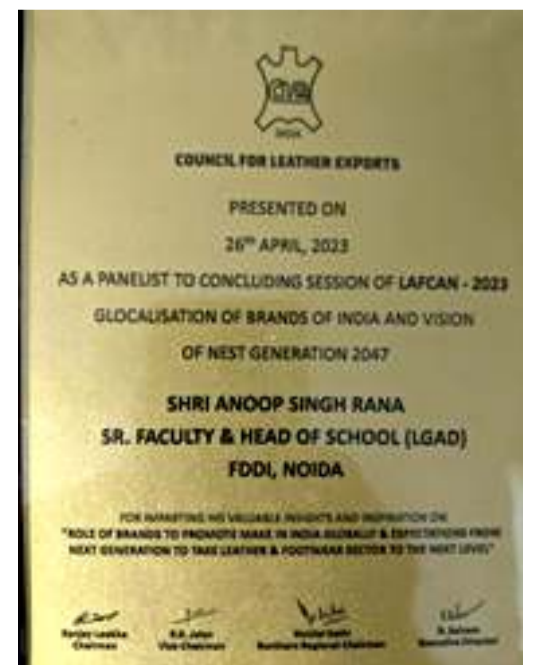 INDIA
COUNCIL FOR LEATHER EXPORTS
PRESENTED ON
26TH APRIL, 2023
AS A PANELIST TO CONCLUDING SESSION OF LAFCAN - 2023
GLOCALISATION OF BRANDS OF INDIA AND VISION
OF NEST GENERATION 2047
SHRI ANOOP SINGH RANA
SR. FACULTY & HEAD OF SCHOOL (LGAD)
FDDI, NOIDA
FOR IMPARTING HIS VALUABLE INSIGHTS AND INSPIRATION ON
"ROLE OF BRANDS TO PROMOTE MAKE IN INDIA GLOBALLY & EXPECTATIONS FROM
NEXT GENERATION TO TAKE LEATHER & FOOTWEAR SECTOR TO THE NEXT LEVEL"
Sanjay Leekha
Chairman
R.K. Jalan
Vice Chairman
Northern Regional Chairman
R. Selvam
Executive Director